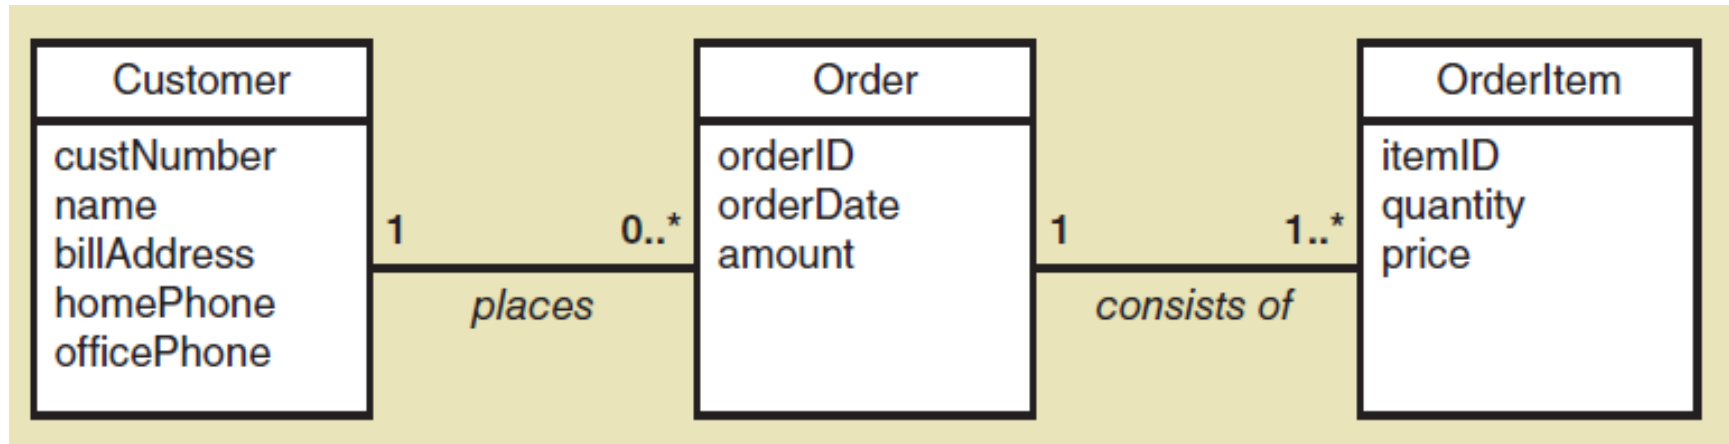 Customer
custNumber
name
billAddress
homePhone
officePhone
1
0..*
places
Order
orderID
orderDate
amount
1
1..*
consists of
OrderItem
itemID
quantity
price